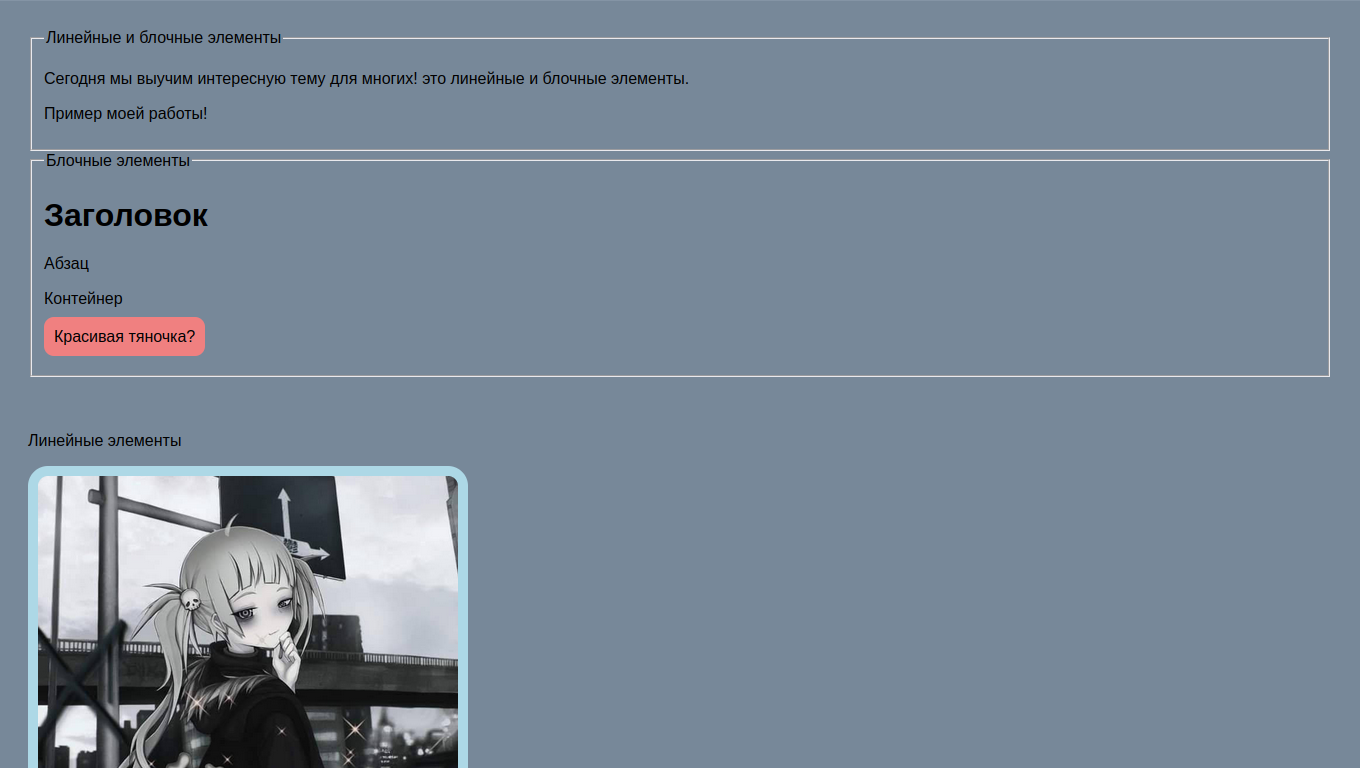 Линейные и блочные элементы
Сегодня мы выучим интересную тему для многих! это линейные и блочные элементы.
Пример моей работы!
Блочные элементы
Заголовок
Абзац
Контейнер
Красивая тяночка?
Линейные элементы